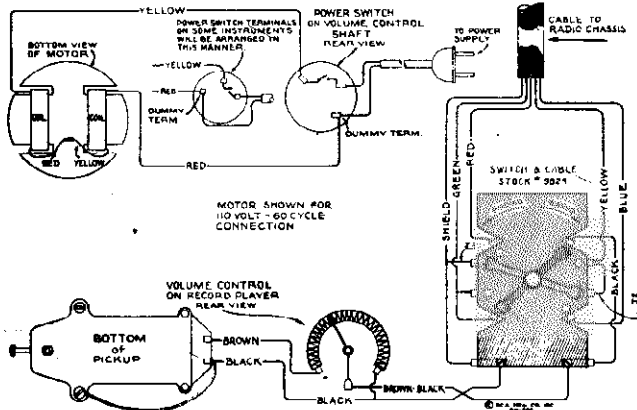 YELLOW
POWER SWITCH TERMINALS
ON SOME INSTRUMENTS
WILL BE ARRANGED IN
THIS MANNER.
POWER SWITCH
ON VOLUME CONTROL
SHAFT
REAR VIEW
TO POWER
SUPPLY
CABLE TO
RADIO CHASSIS
BOTTOM VIEW
OF MOTOR
YELLOW
RED
DUMMY
TERM
DUMMY TERM.
COIL
RED
YELLOW
RED
SHIELD
GREEN
RED
YELLOW
BLUE
BLACK
SWITCH & CABLE
STOCK # 9824
MOTOR SHOWN FOR
110 VOLT - 60 CYCLE
CONNECTION
VOLUME CONTROL
ON RECORD PLAYER
REAR VIEW
BOTTOM
OF
PICKUP
BROWN
BLACK
BLACK
BROWN-BLACK